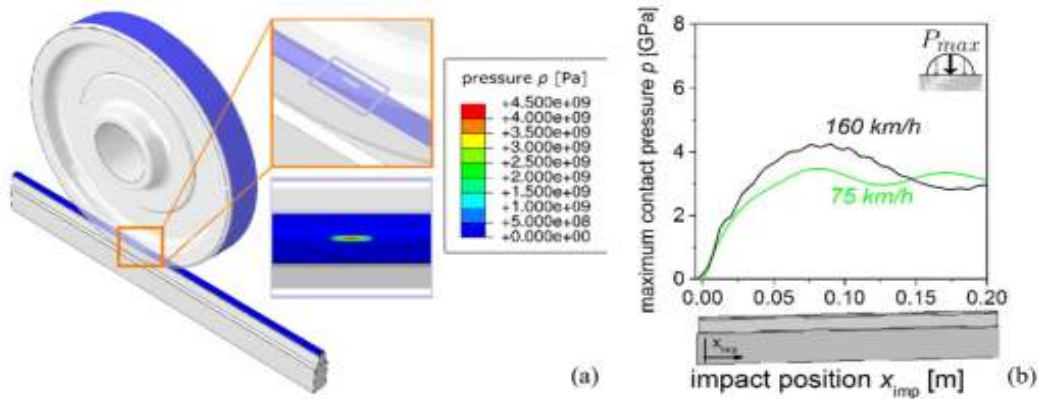 pressure p [Pa]
+4.500e+09
+4.000e+09
+3.500e+09
+3.000e+09
+2.500e+09
+2.000e+09
+1.500e+09
+1.000e+09
+5.000e+08
+0.000e+00
(a)
maximum contact pressure p [GPa]
8
6
4
2
0
P_max
160 km/h
75 km/h
0.00 0.05 0.10 0.15 0.20
x_imp
impact position x_imp [m]
(b)